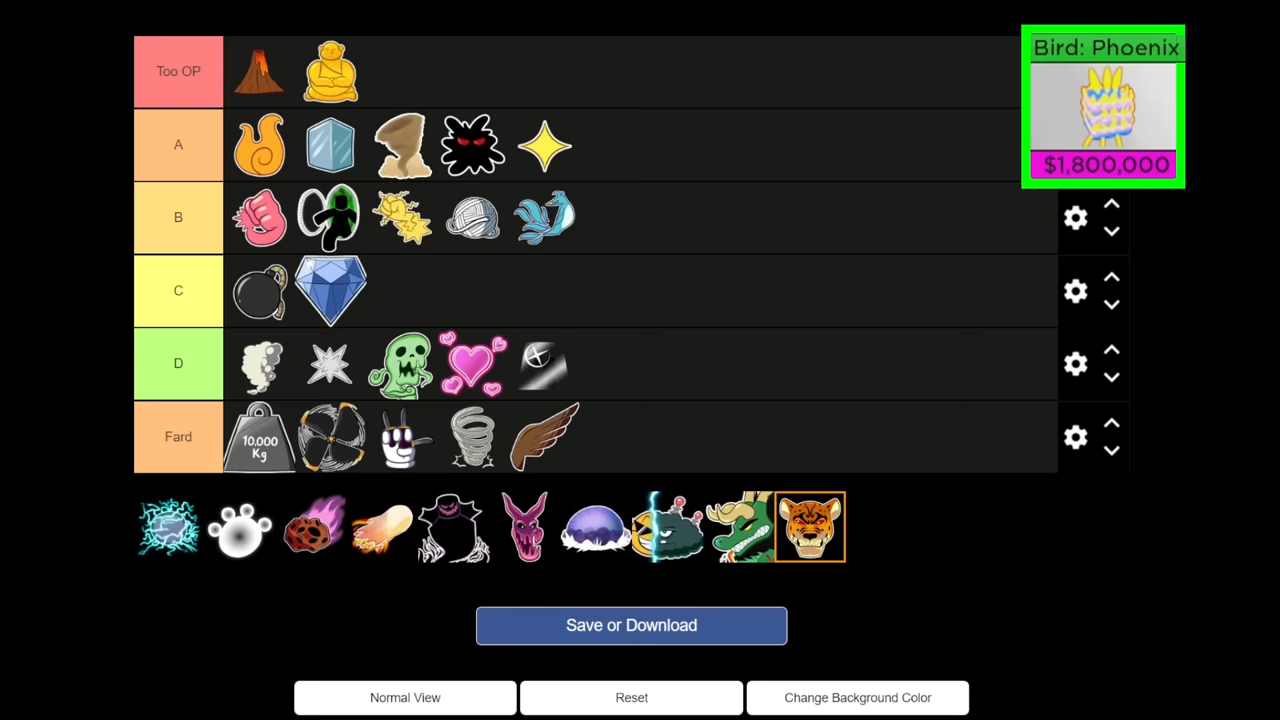 Too OP
Bird: Phoenix
$1,800,000
A
B
C
D
Fard
10.000
Kg
Save or Download
Normal View
Reset
Change Background Color